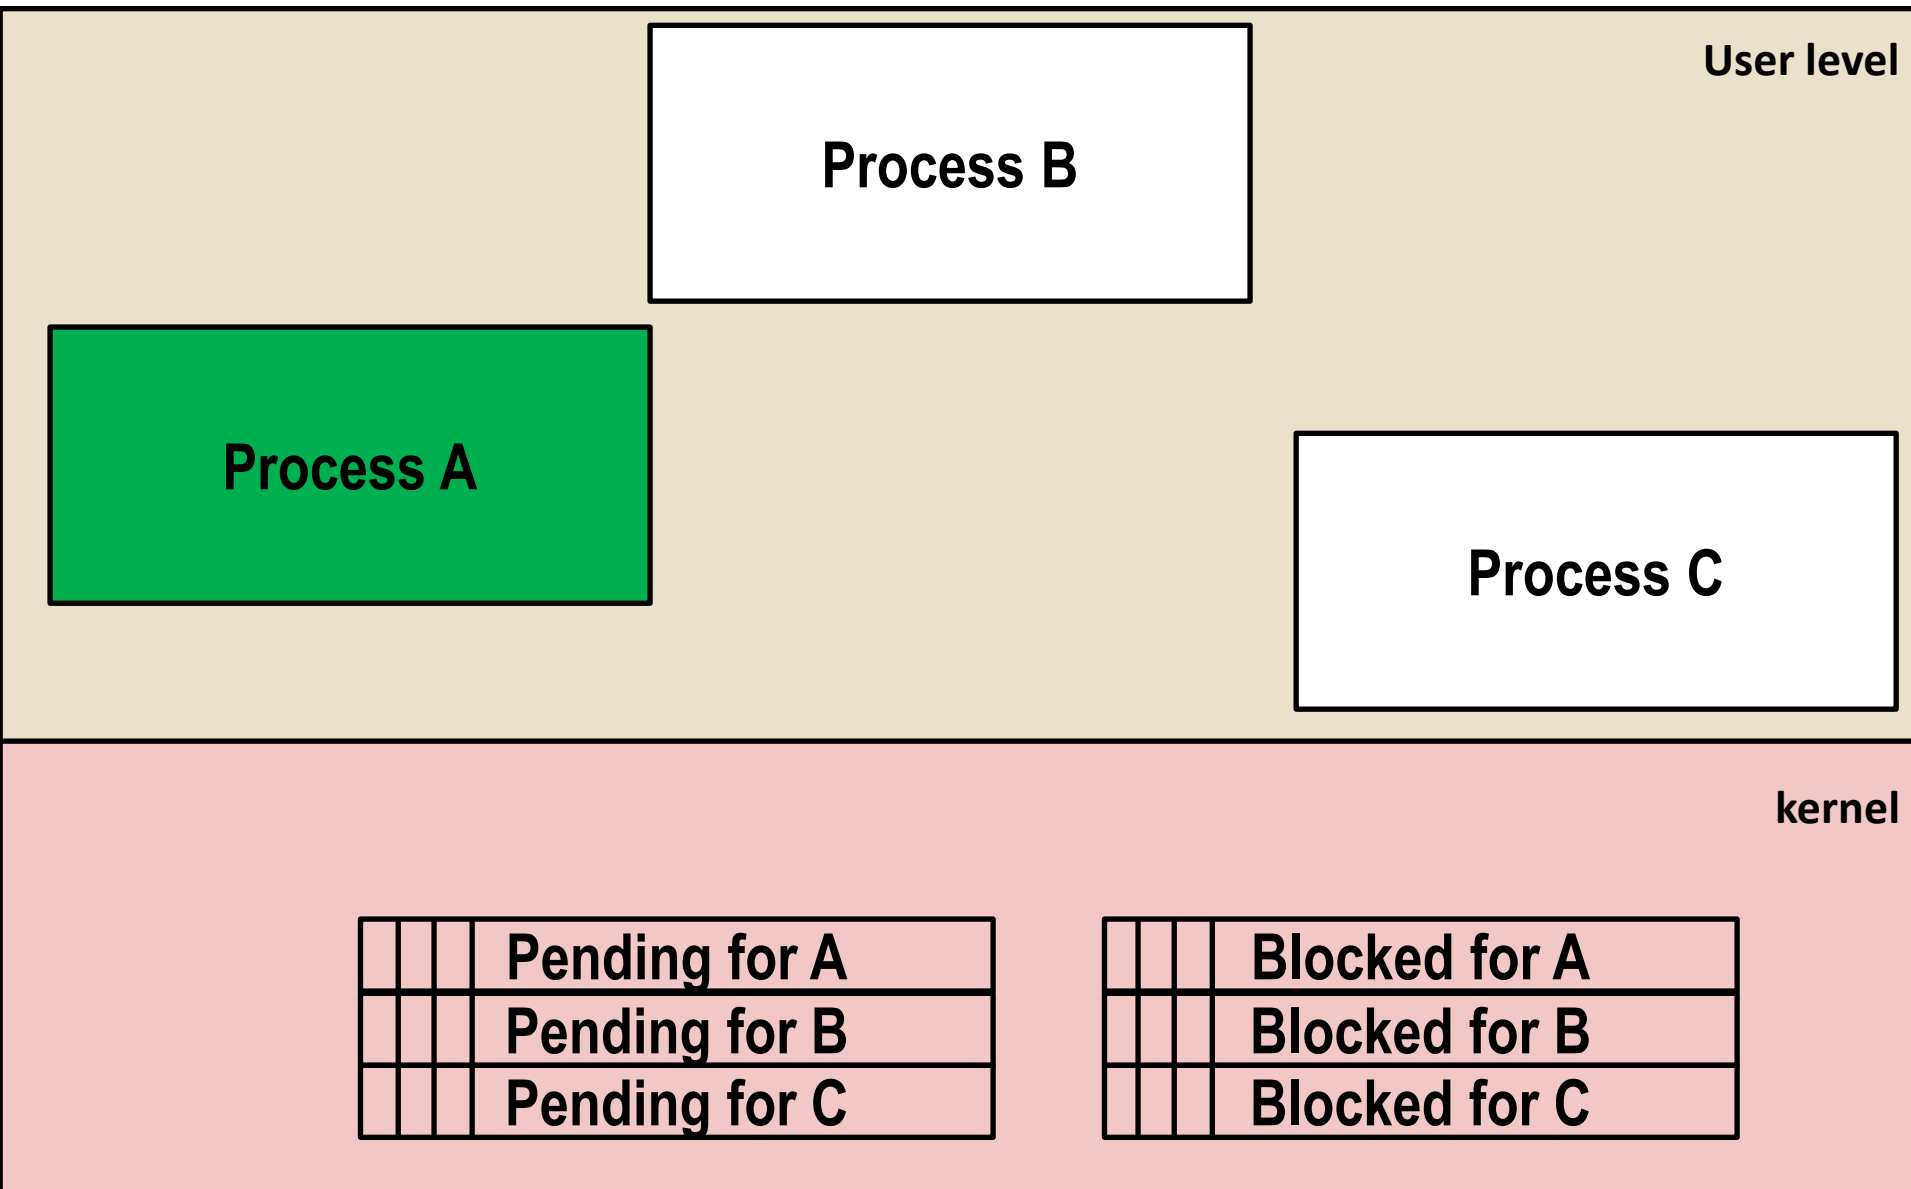 User level
Process B
Process A
Process C
kernel
Pending for A
Blocked for A
Pending for B
Blocked for B
Pending for C
Blocked for C